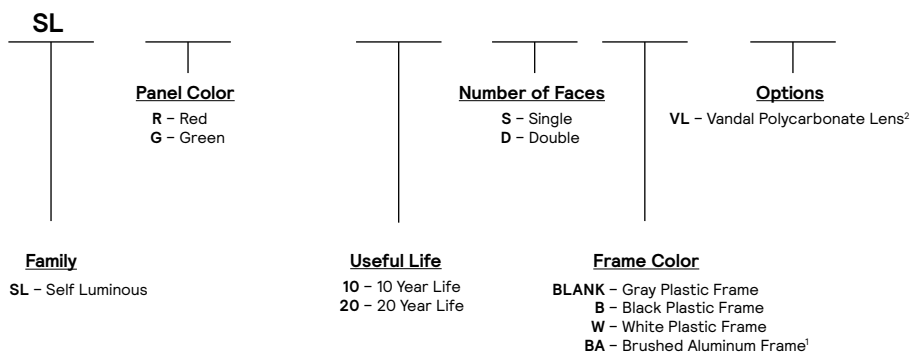 SL
Panel Color
R – Red
G – Green
Number of Faces
S – Single
D – Double
Options
VL – Vandal Polycarbonate Lens²
Family
SL – Self Luminous
Useful Life
10 – 10 Year Life
20 – 20 Year Life
Frame Color
BLANK – Gray Plastic Frame
B – Black Plastic Frame
W – White Plastic Frame
BA – Brushed Aluminum Frame¹